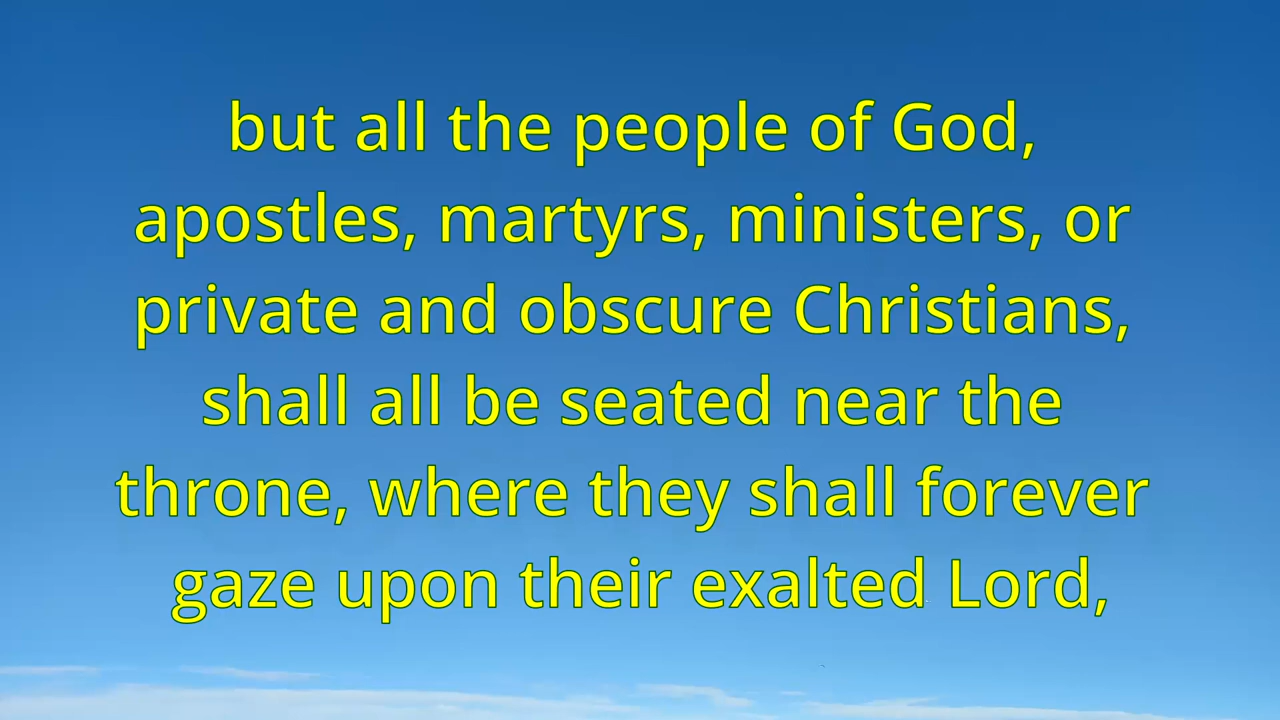 but all the people of God,
apostles, martyrs, ministers, or
private and obscure Christians,
shall all be seated near the
throne, where they shall forever
gaze upon their exalted Lord,